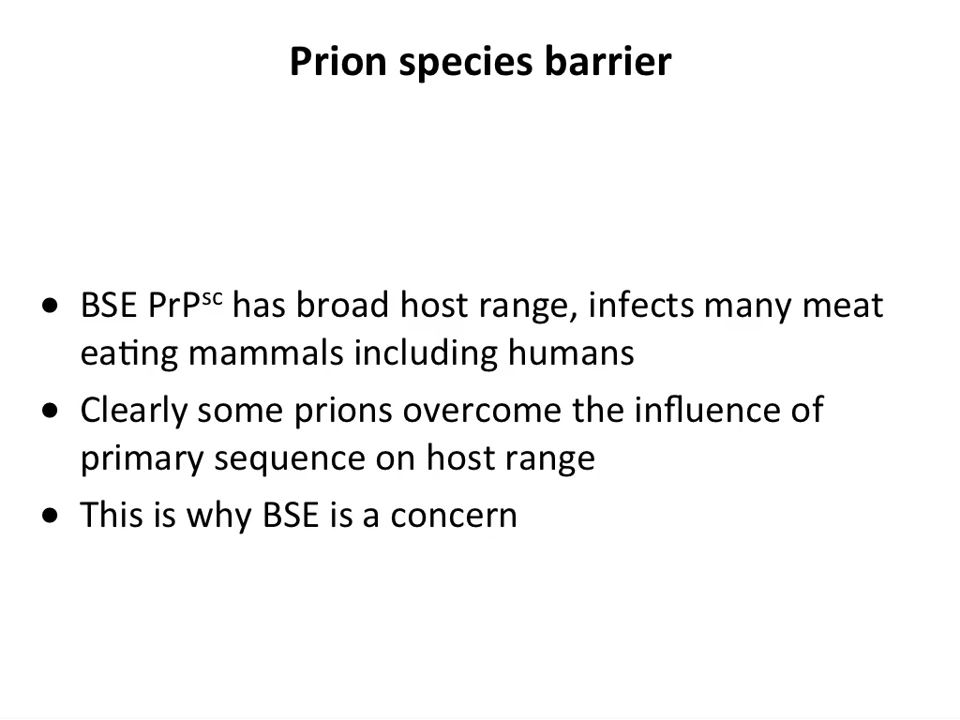 Prion species barrier
• BSE PrPˢᶜ has broad host range, infects many meat
eating mammals including humans
• Clearly some prions overcome the influence of
primary sequence on host range
• This is why BSE is a concern